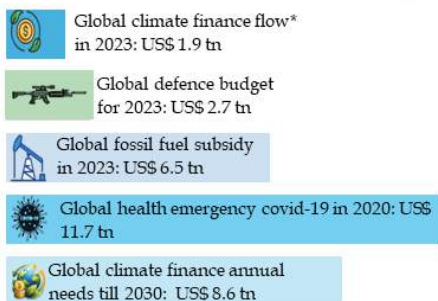 Global climate finance flow*
in 2023: US$ 1.9 tn
Global defence budget
for 2023: US$ 2.7 tn
Global fossil fuel subsidy
in 2023: US$ 6.5 tn
Global health emergency covid-19 in 2020: US$
11.7 tn
Global climate finance annual
needs till 2030:  US$ 8.6 tn